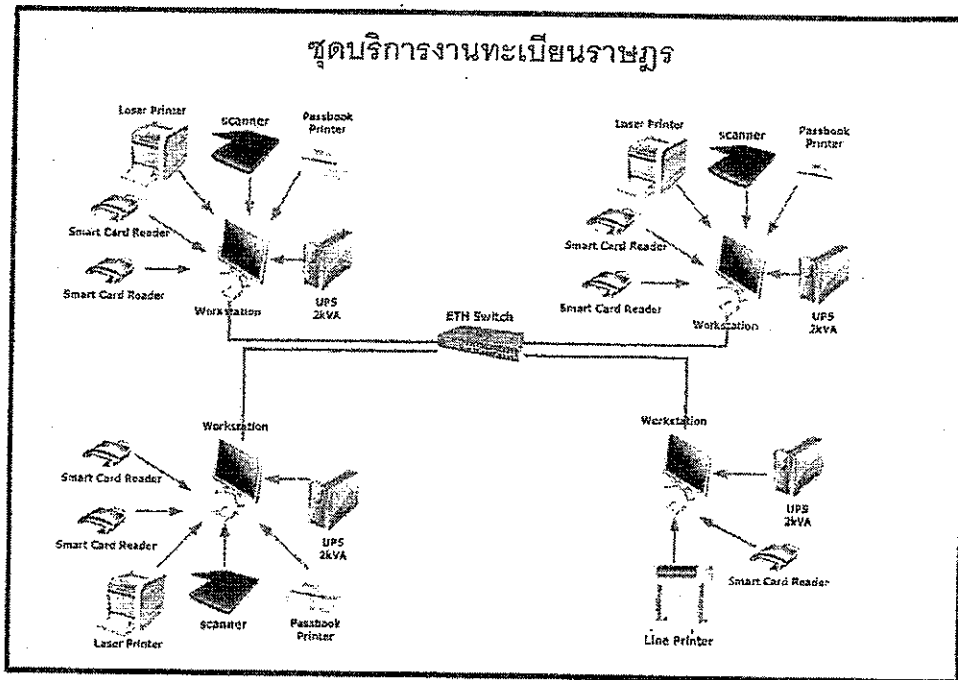 ชุดบริการงานทะเบียนราษฎร
Laser Printer
scanner
Passbook
Printer
Smart Card Reader
Smart Card Reader
Workstation
UPS
2kVA
Laser Printer
scanner
Passbook
Printer
Smart Card Reader
Smart Card Reader
Workstation
UPS
2kVA
ETH Switch
Workstation
Smart Card Reader
Smart Card Reader
UPS
2kVA
Laser Printer
scanner
Passbook
Printer
Workstation
UPS
2kVA
Smart Card Reader
Line Printer